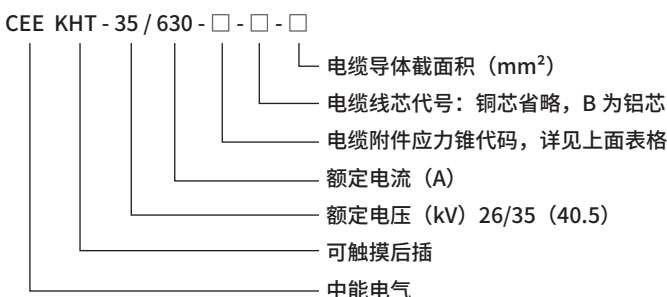 CEE KHT - 35 / 630 - □ - □ - □
电缆导体截面积（mm²）
电缆线芯代号：铜芯省略，B 为铝芯
电缆附件应力锥代码，详见上面表格
额定电流（A）
额定电压（kV）26/35（40.5）
可触摸后插
中能电气